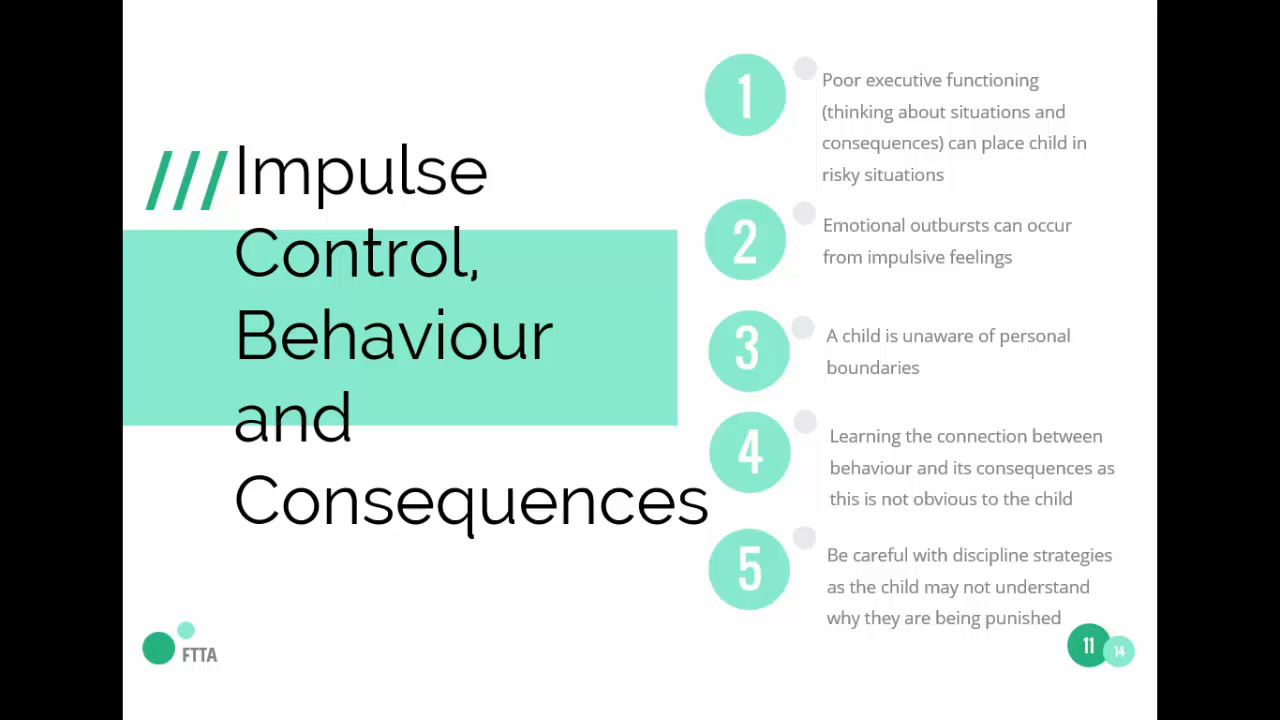 Impulse
Control,
Behaviour
and
Consequences
1
Poor executive functioning
(thinking about situations and
consequences) can place child in
risky situations
2
Emotional outbursts can occur
from impulsive feelings
3
A child is unaware of personal
boundaries
4
Learning the connection between
behaviour and its consequences as
this is not obvious to the child
5
Be careful with discipline strategies
as the child may not understand
why they are being punished
FTTA
11
14